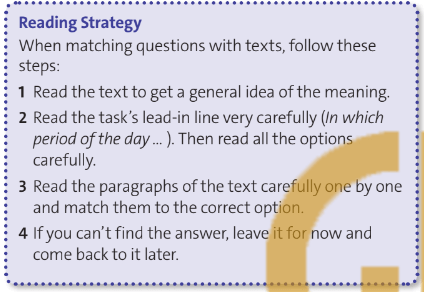 Reading Strategy
When matching questions with texts, follow these
steps:
1 Read the text to get a general idea of the meaning.
2 Read the task's lead-in line very carefully (In which
period of the day ... ). Then read all the options
carefully.
3 Read the paragraphs of the text carefully one by one
and match them to the correct option.
4 If you can't find the answer, leave it for now and
come back to it later.